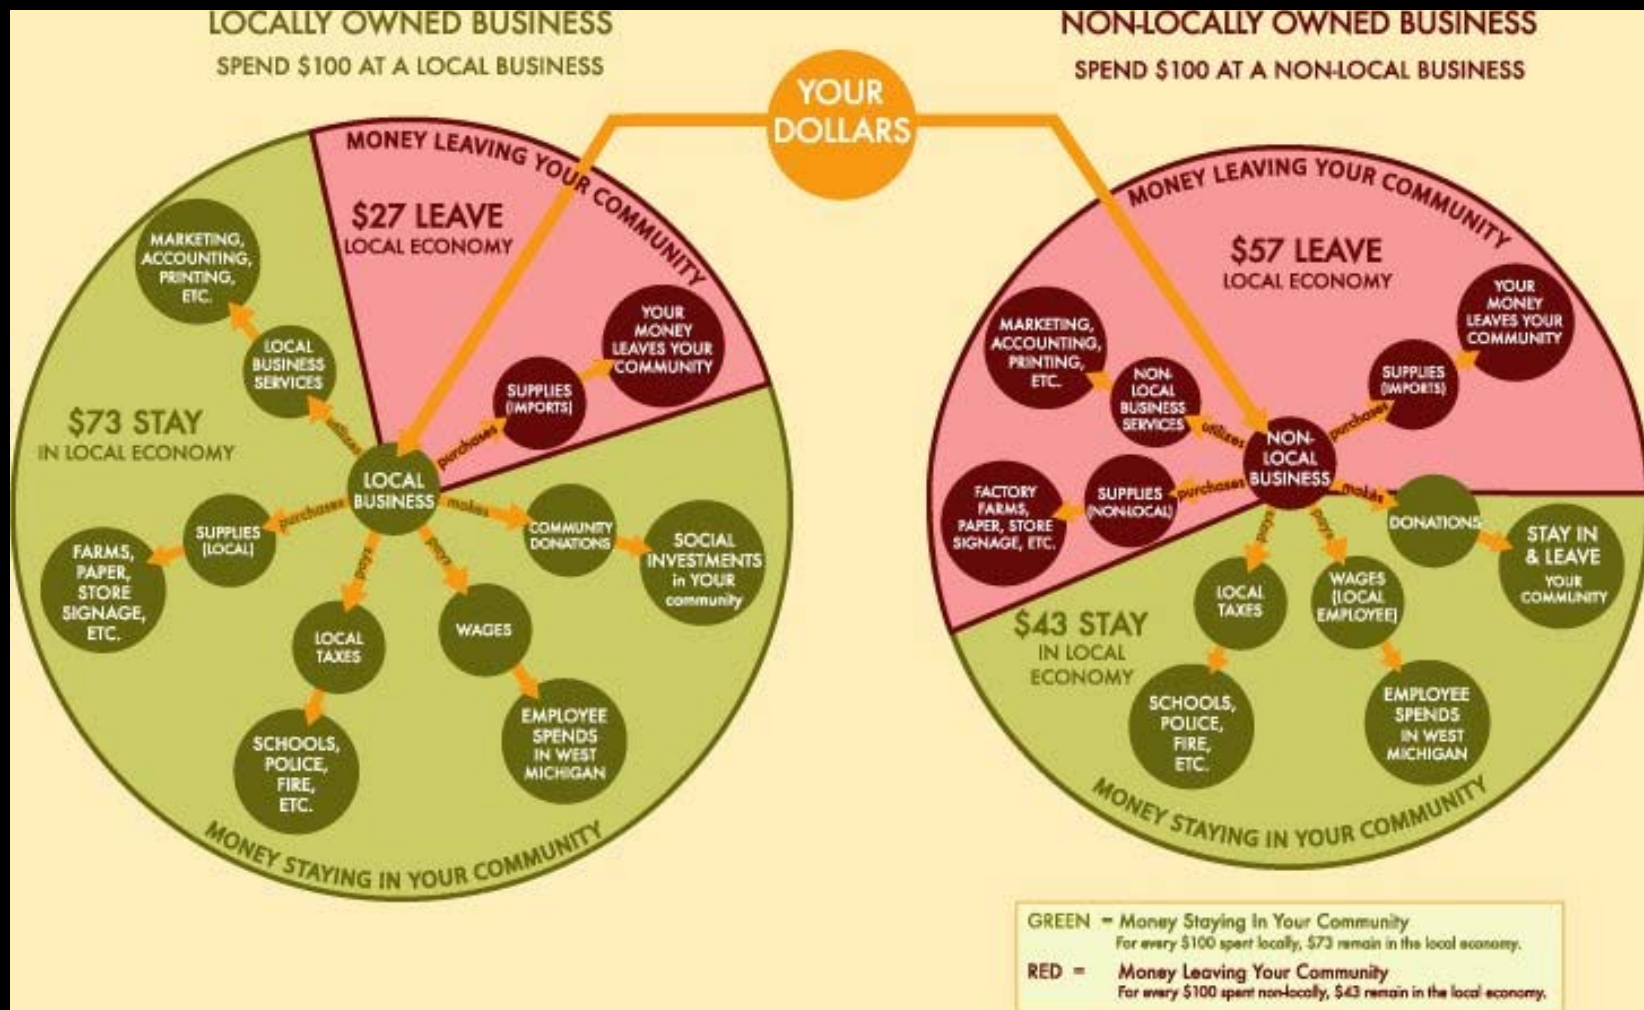 LOCALLY OWNED BUSINESS
SPEND $100 AT A LOCAL BUSINESS
YOUR
DOLLARS
NON-LOCALLY OWNED BUSINESS
SPEND $100 AT A NON-LOCAL BUSINESS
MONEY LEAVING YOUR COMMUNITY
$27 LEAVE
LOCAL ECONOMY
MARKETING,
ACCOUNTING,
PRINTING,
ETC.
LOCAL
BUSINESS
SERVICES
utilizes
YOUR
MONEY
LEAVES YOUR
COMMUNITY
SUPPLIES
(IMPORTS)
purchases
$73 STAY
IN LOCAL ECONOMY
LOCAL
BUSINESS
purchases
SUPPLIES
(LOCAL)
FARMS,
PAPER,
STORE
SIGNAGE,
ETC.
pays
LOCAL
TAXES
SCHOOLS,
POLICE,
FIRE,
ETC.
pays
WAGES
EMPLOYEE
SPENDS
IN WEST
MICHIGAN
makes
COMMUNITY
DONATIONS
SOCIAL
INVESTMENTS
in YOUR
community
MONEY STAYING IN YOUR COMMUNITY
MONEY LEAVING YOUR COMMUNITY
$57 LEAVE
LOCAL ECONOMY
MARKETING,
ACCOUNTING,
PRINTING,
ETC.
NON-
LOCAL
BUSINESS
SERVICES
utilizes
YOUR
MONEY
LEAVES YOUR
COMMUNITY
SUPPLIES
(IMPORTS)
purchases
NON-
LOCAL
BUSINESS
purchases
SUPPLIES
(NON-LOCAL)
FACTORY
FARMS,
PAPER, STORE
SIGNAGE, ETC.
makes
DONATIONS
STAY IN
& LEAVE
YOUR
COMMUNITY
pays
LOCAL
TAXES
SCHOOLS,
POLICE,
FIRE,
ETC.
pays
WAGES
(LOCAL
EMPLOYEE)
EMPLOYEE
SPENDS
IN WEST
MICHIGAN
$43 STAY
IN LOCAL
ECONOMY
MONEY STAYING IN YOUR COMMUNITY
GREEN = Money Staying In Your Community
For every $100 spent locally, $73 remain in the local economy.
RED = Money Leaving Your Community
For every $100 spent non-locally, $43 remain in the local economy.